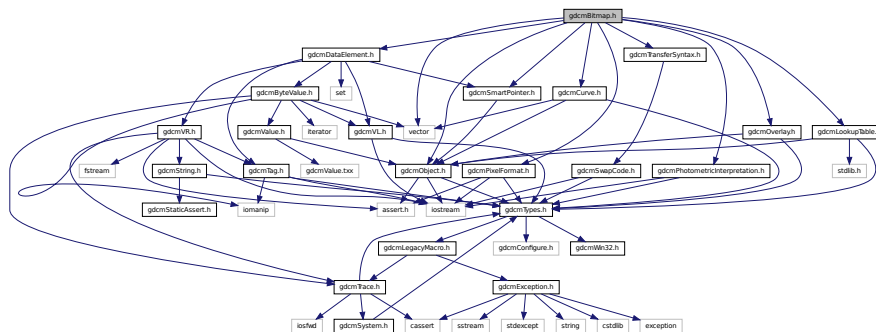 gdcmBitmap.h
gdcmDataElement.h
gdcmTransferSyntax.h
gdcmByteValue.h
set
gdcmSmartPointer.h
gdcmCurve.h
gdcmVR.h
gdcmValue.h
iterator
gdcmVL.h
vector
gdcmOverlay.h
gdcmLookupTable.
fstream
gdcmString.h
gdcmTag.h
gdcmValue.txx
gdcmObject.h
gdcmPixelFormat.h
gdcmSwapCode.h
gdcmPhotometricInterpretation.h
stdlib.h
gdcmStaticAssert.h
iomanip
assert.h
iostream
gdcmTypes.h
gdcmLegacyMacro.h
gdcmConfigure.h
gdcmWin32.h
gdcmTrace.h
gdcmException.h
iosfwd
gdcmSystem.h
cassert
sstream
stdexcept
string
cstdlib
exception